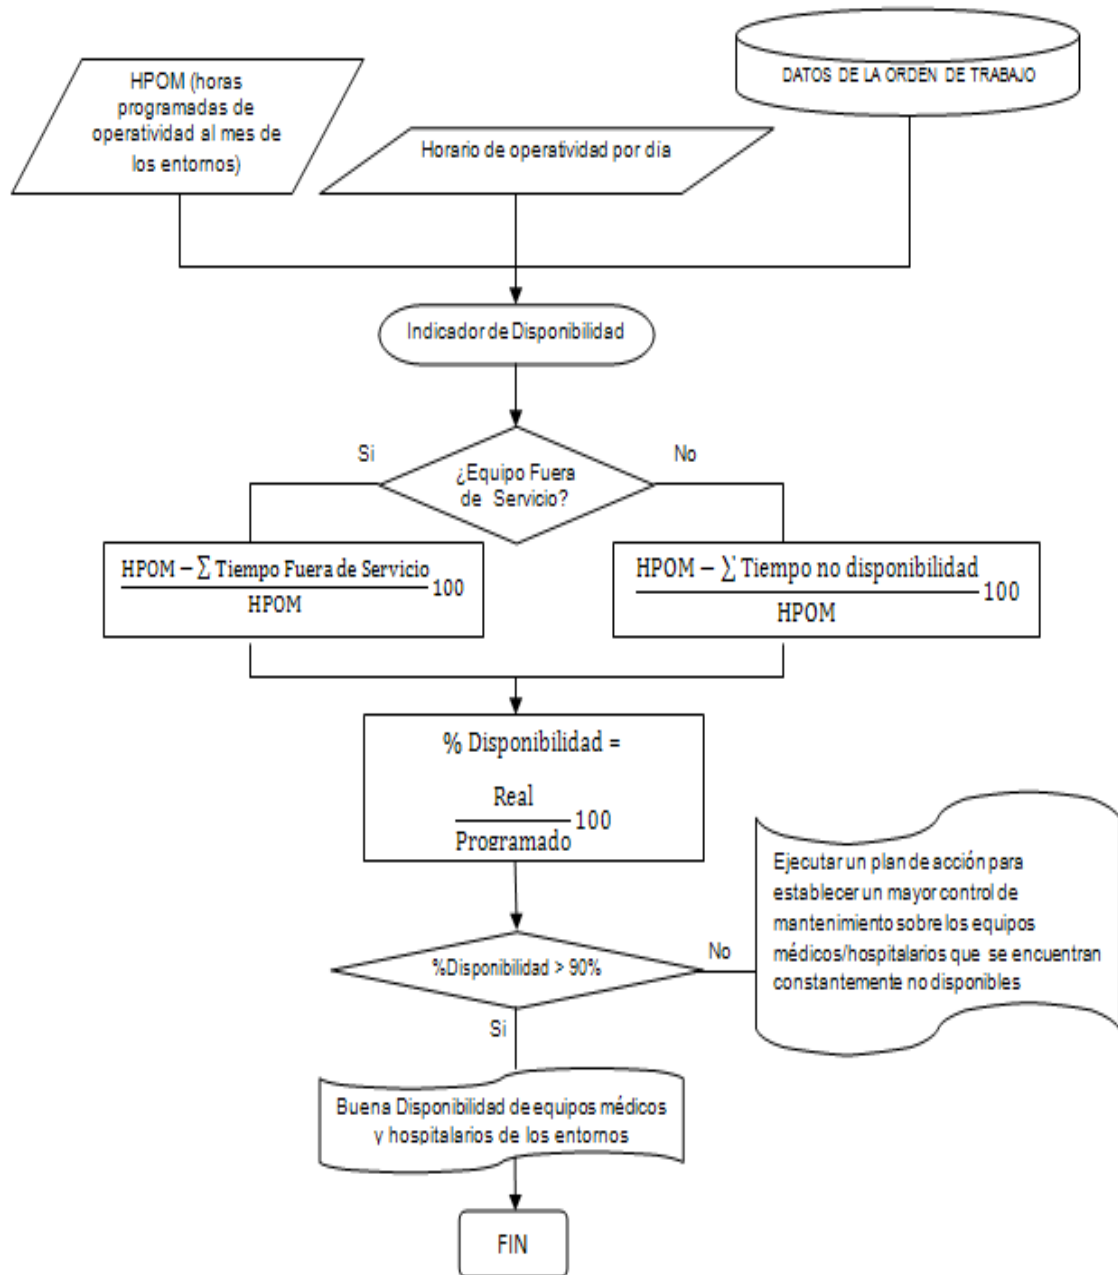 HPOM (horas
programadas de
operatividad al mes de
los entornos)
Horario de operatividad por día
DATOS DE LA ORDEN DE TRABAJO
Indicador de Disponibilidad
Si
No
¿Equipo Fuera
de Servicio?
HPOM − ∑ Tiempo Fuera de Servicio
HPOM
100
HPOM − ∑ Tiempo no disponibilidad
HPOM
100
% Disponibilidad =
Real
Programado
100
%Disponibilidad > 90%
No
Si
Ejecutar un plan de acción para
establecer un mayor control de
mantenimiento sobre los equipos
médicos/hospitalarios que se encuentran
constantemente no disponibles
Buena Disponibilidad de equipos médicos
y hospitalarios de los entornos
FIN